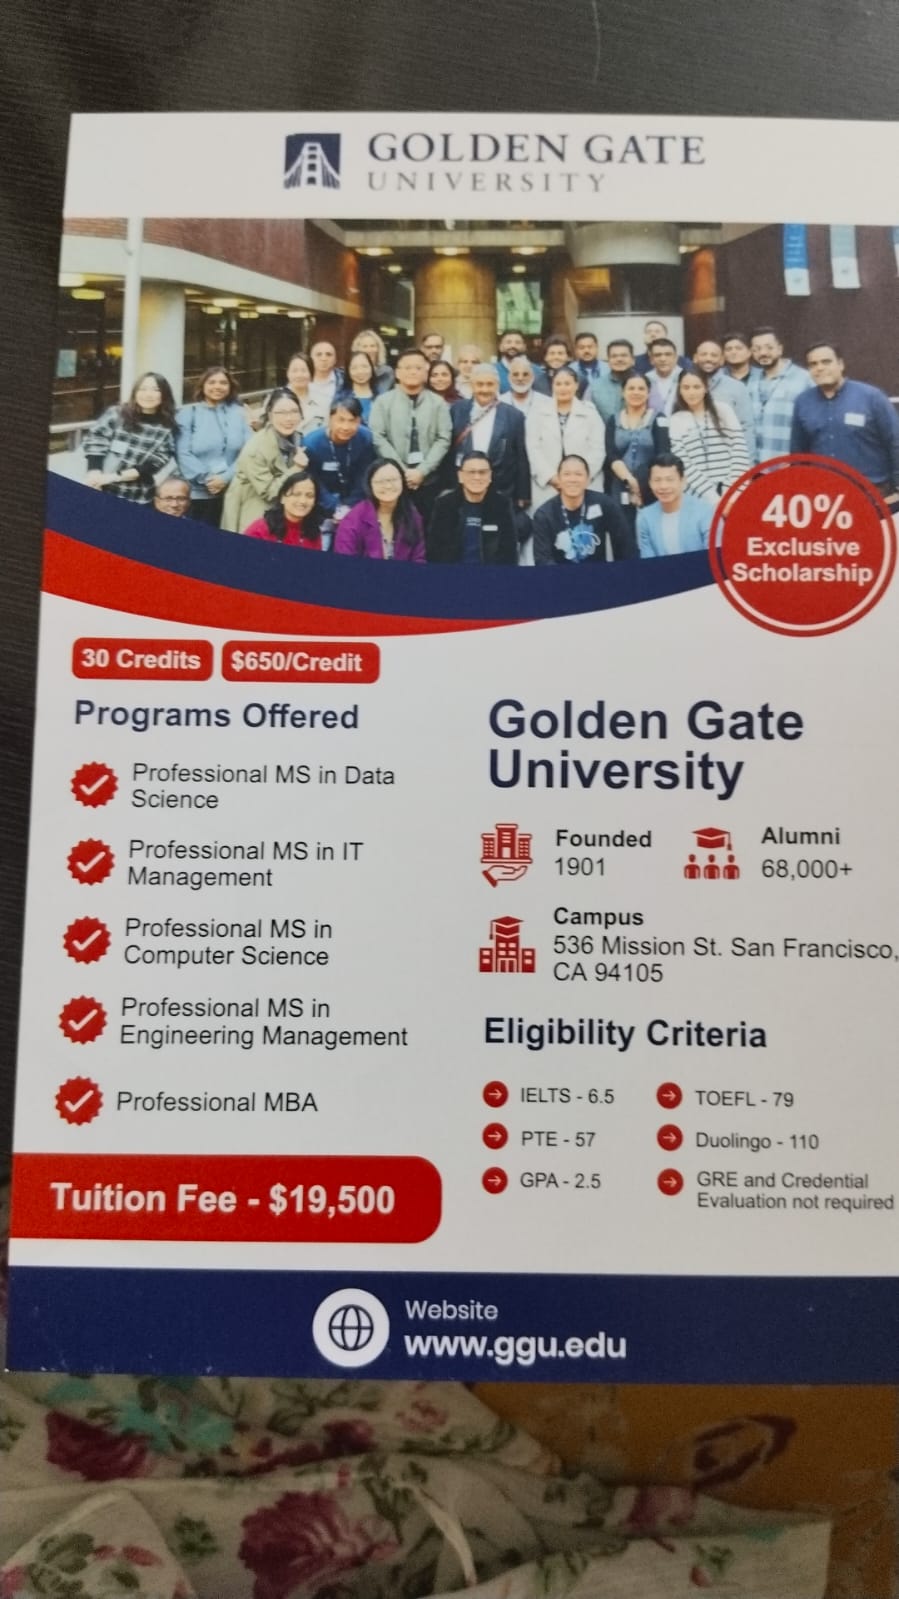 GOLDEN GATE
UNIVERSITY
40%
Exclusive
Scholarship
30 Credits
$650/Credit
Programs Offered
Professional MS in Data
Science
Professional MS in IT
Management
Professional MS in
Computer Science
Professional MS in
Engineering Management
Professional MBA
Tuition Fee - $19,500
Golden Gate
University
Founded
1901
Alumni
68,000+
Campus
536 Mission St. San Francisco,
CA 94105
Eligibility Criteria
IELTS - 6.5
TOEFL - 79
PTE - 57
Duolingo - 110
GPA - 2.5
GRE and Credential
Evaluation not required
Website
www.ggu.edu